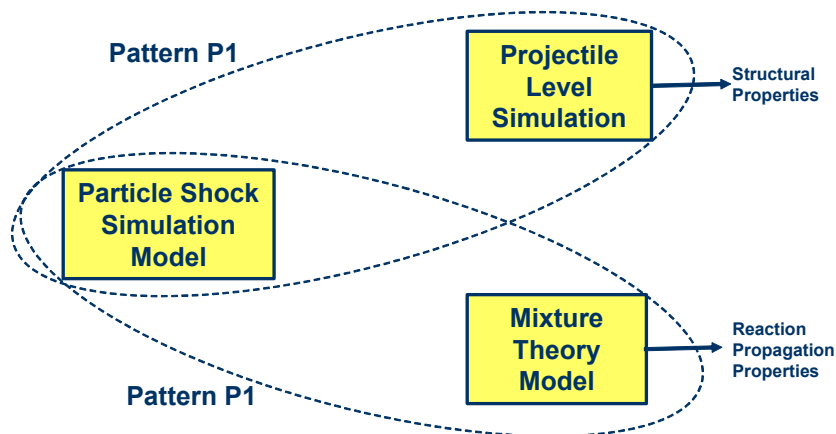 Pattern P1
Projectile
Level
Simulation
Structural
Properties
Particle Shock
Simulation
Model
Mixture
Theory
Model
Reaction
Propagation
Properties
Pattern P1